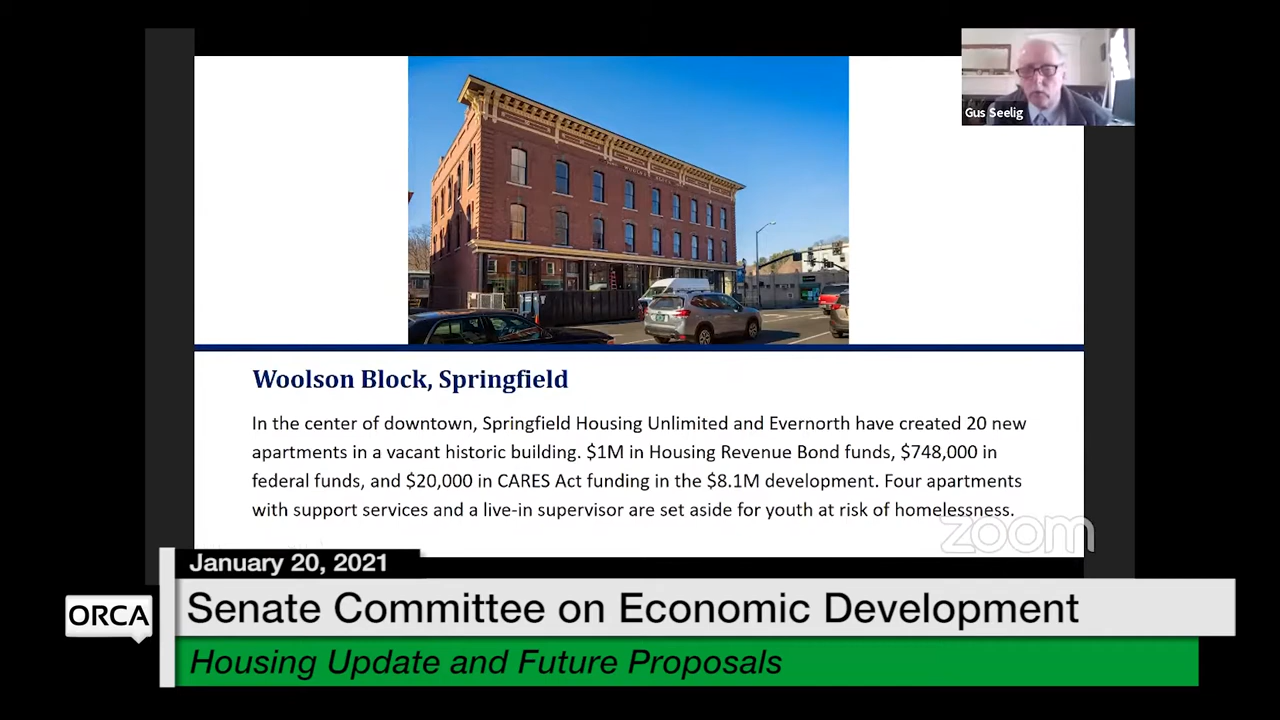 Gus Seelig
Woolson Block, Springfield
In the center of downtown, Springfield Housing Unlimited and Evernorth have created 20 new
apartments in a vacant historic building. $1M in Housing Revenue Bond funds, $748,000 in
federal funds, and $20,000 in CARES Act funding in the $8.1M development. Four apartments
with support services and a live-in supervisor are set aside for youth at risk of homelessness.
zoom
January 20, 2021
ORCA
Senate Committee on Economic Development
Housing Update and Future Proposals